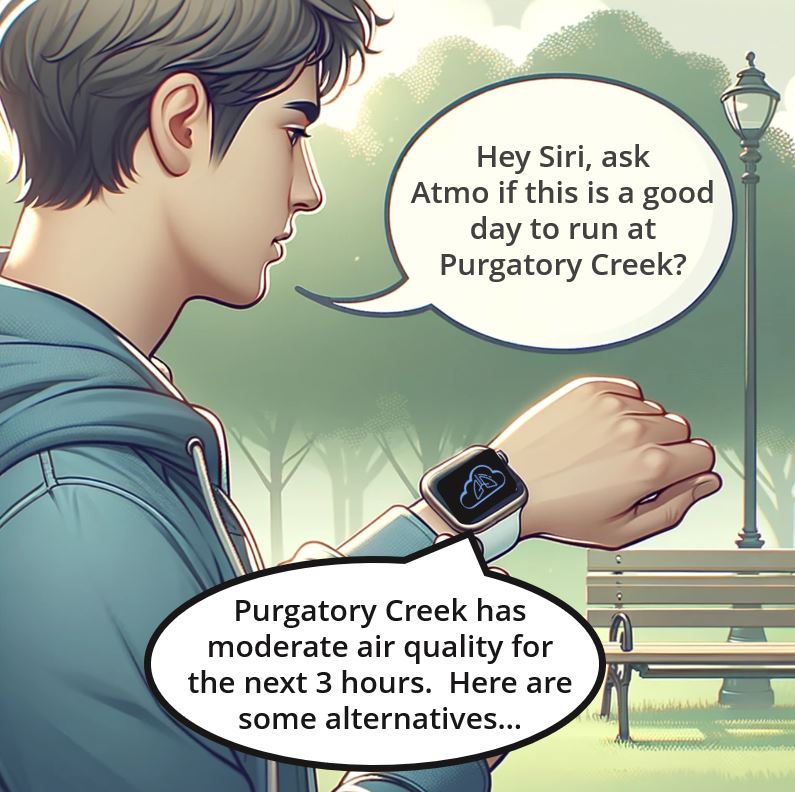 Hey Siri, ask
Atmo if this is a good
day to run at
Purgatory Creek?
Purgatory Creek has
moderate air quality for
the next 3 hours.  Here are
some alternatives...